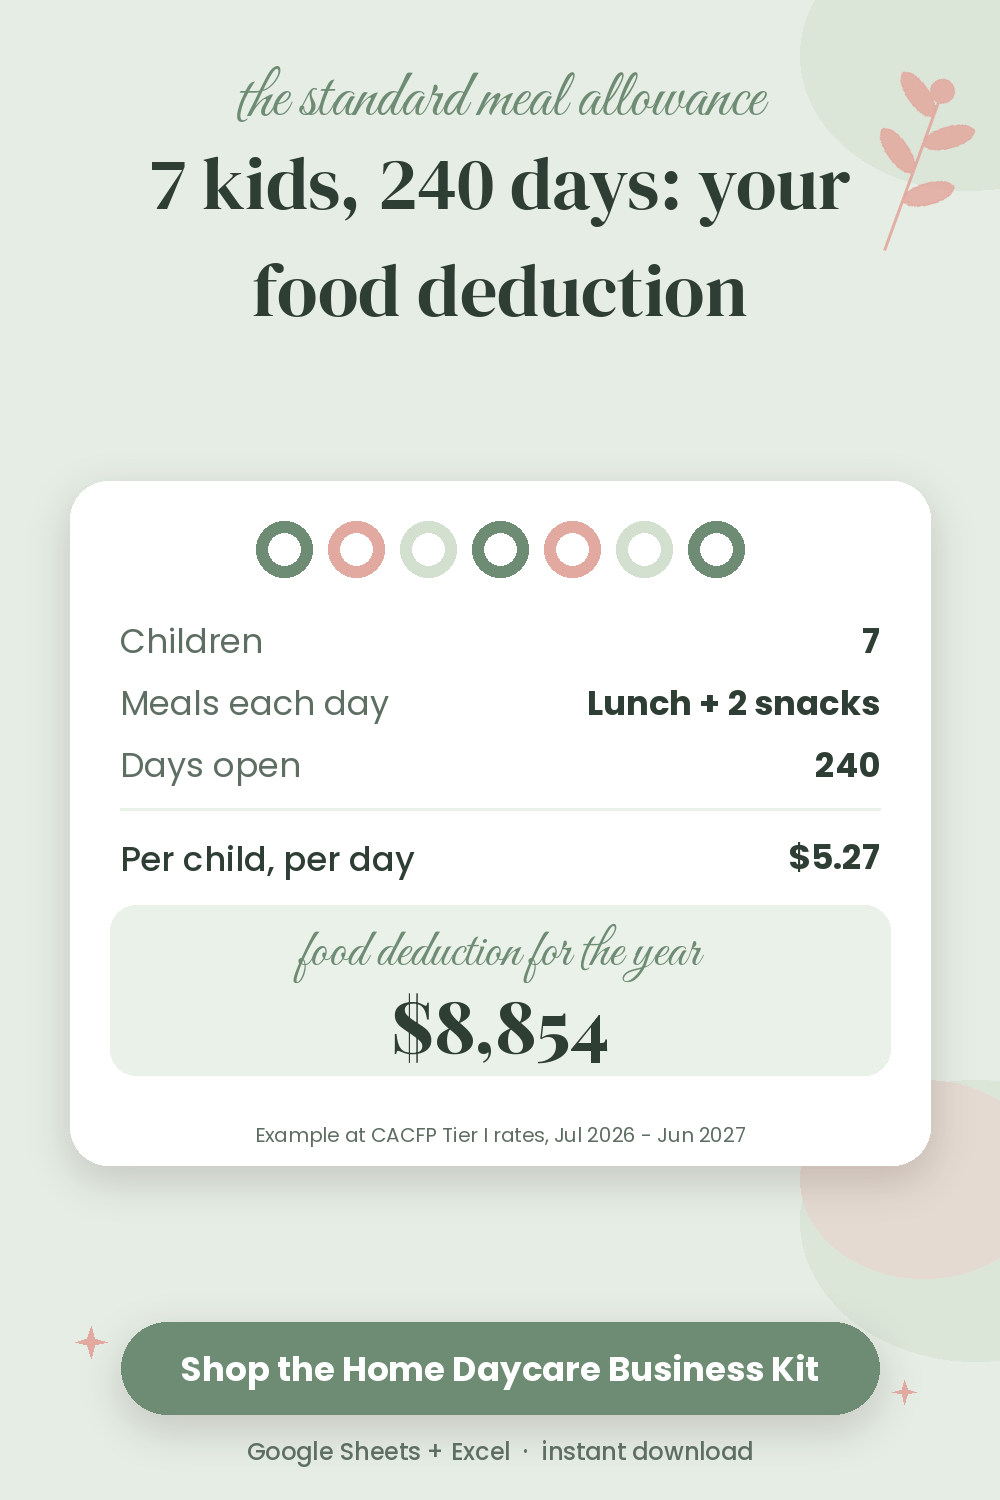 the standard meal allowance
7 kids, 240 days: your
food deduction
Children 7
Meals each day Lunch + 2 snacks
Days open 240
Per child, per day $5.27
food deduction for the year
$8,854
Example at CACFP Tier I rates, Jul 2026 - Jun 2027
Shop the Home Daycare Business Kit
Google Sheets + Excel · instant download